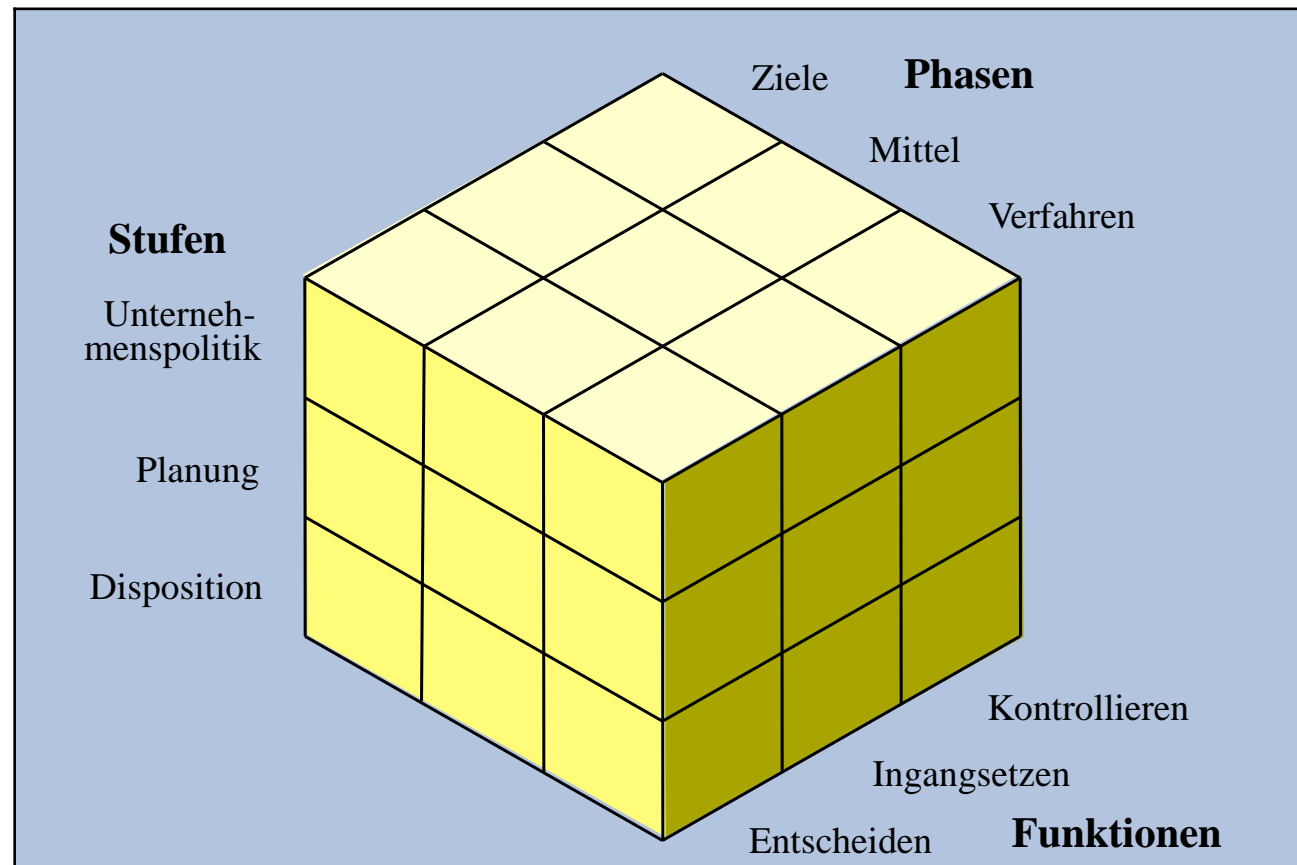 Ziele
Phasen
Mittel
Verfahren
Stufen
Unterneh-
menspolitik
Planung
Disposition
Kontrollieren
Ingangsetzen
Entscheiden
Funktionen